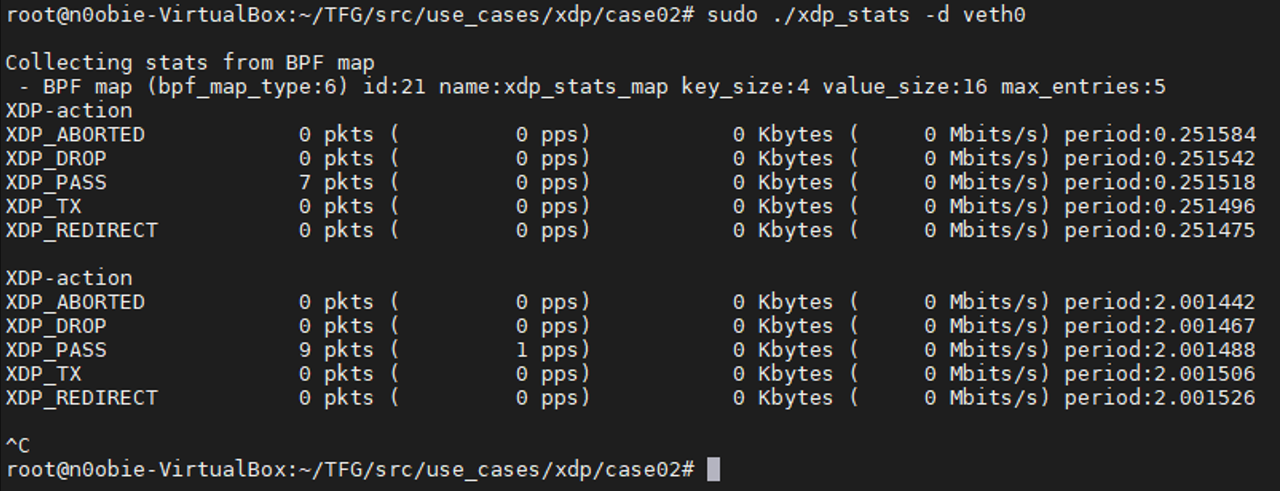 root@n0obie-VirtualBox:~/TFG/src/use_cases/xdp/case02# sudo ./xdp_stats -d veth0
Collecting stats from BPF map
 - BPF map (bpf_map_type:6) id:21 name:xdp_stats_map key_size:4 value_size:16 max_entries:5
XDP-action
XDP_ABORTED            0 pkts (         0 pps)           0 Kbytes (     0 Mbits/s) period:0.251584
XDP_DROP               0 pkts (         0 pps)           0 Kbytes (     0 Mbits/s) period:0.251542
XDP_PASS               7 pkts (         0 pps)           0 Kbytes (     0 Mbits/s) period:0.251518
XDP_TX                 0 pkts (         0 pps)           0 Kbytes (     0 Mbits/s) period:0.251496
XDP_REDIRECT           0 pkts (         0 pps)           0 Kbytes (     0 Mbits/s) period:0.251475
XDP-action
XDP_ABORTED            0 pkts (         0 pps)           0 Kbytes (     0 Mbits/s) period:2.001442
XDP_DROP               0 pkts (         0 pps)           0 Kbytes (     0 Mbits/s) period:2.001467
XDP_PASS               9 pkts (         1 pps)           0 Kbytes (     0 Mbits/s) period:2.001488
XDP_TX                 0 pkts (         0 pps)           0 Kbytes (     0 Mbits/s) period:2.001506
XDP_REDIRECT           0 pkts (         0 pps)           0 Kbytes (     0 Mbits/s) period:2.001526
^C
root@n0obie-VirtualBox:~/TFG/src/use_cases/xdp/case02#